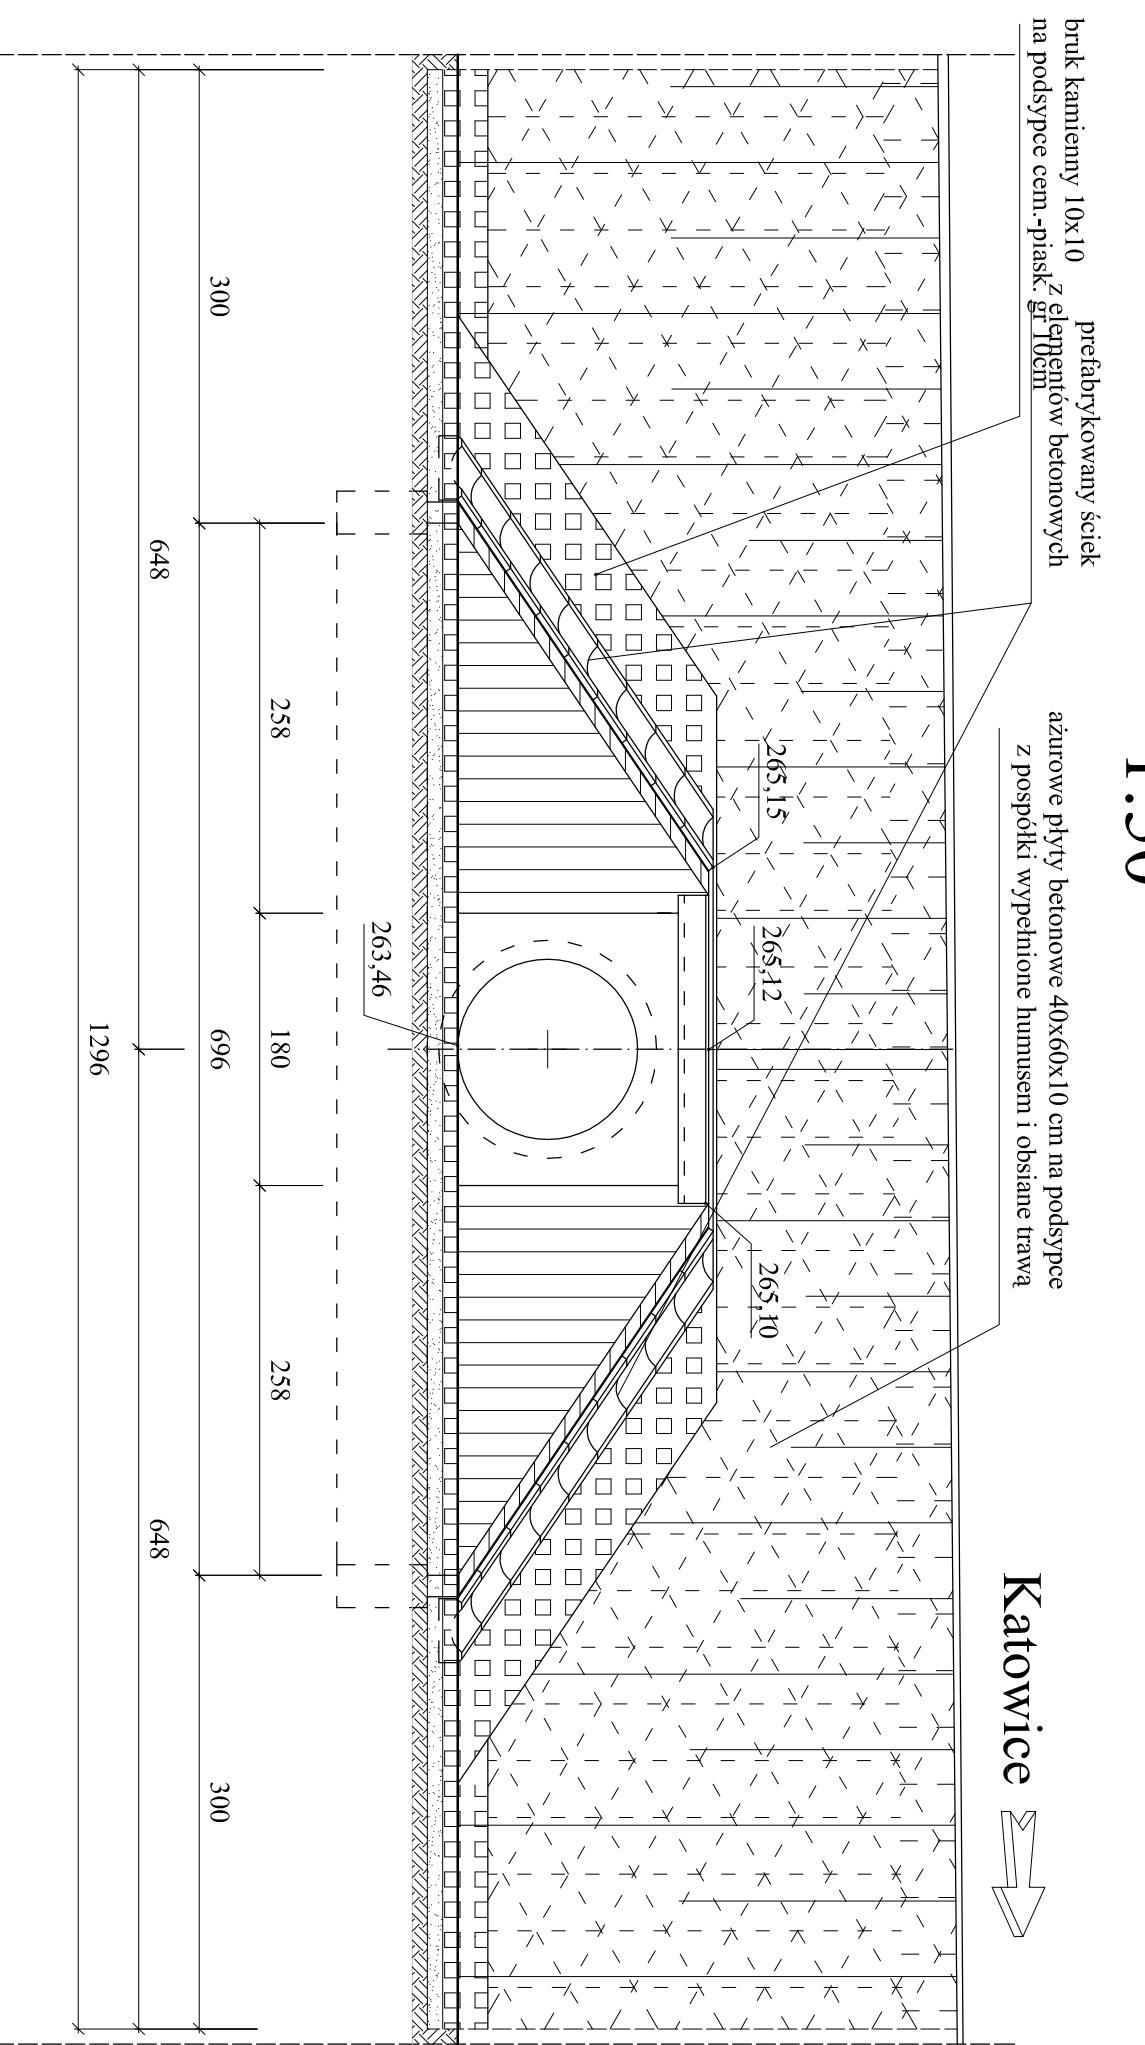 bruk kamienny 10x10
na podsypce cem.-piask. gr 10cm
prefabrykowany ściek
z elementów betonowych
ażurowe płyty betonowe 40x60x10 cm na podsypce
z pospółki wypełnione humusem i obsiane trawą
Katowice
265,15
265,12
265,10
263,46
258
180
258
300
696
300
648
648
1296